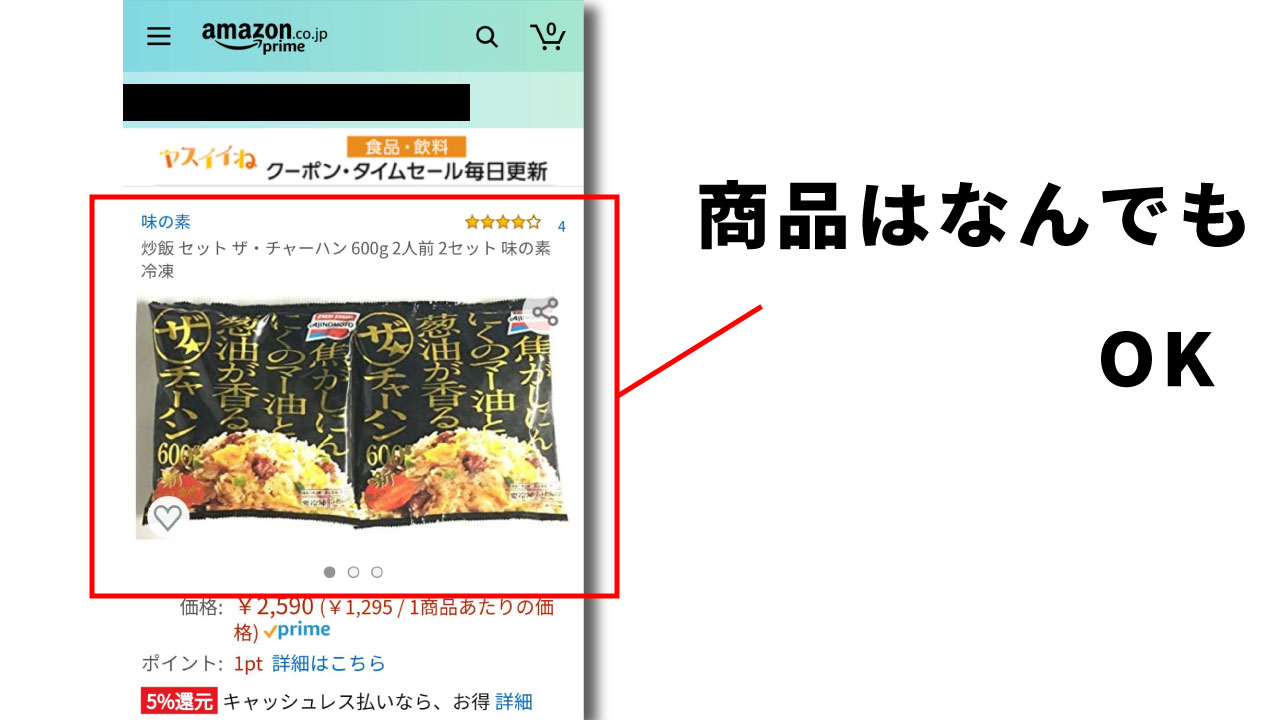 amazon.co.jp
prime
0
ヤスイイね
食品・飲料
クーポン・タイムセール毎日更新
味の素
4
炒飯 セット ザ・チャーハン 600g 2人前 2セット 味の素
冷凍
焦がしにん
にくのマー油と
葱油が香る
ザ★
チャーハン
600g
新
AJINOMOTO
焦がしにん
にくのマー油と
葱油が香る
ザ★
チャーハン
600g
新
価格: ￥2,590 (￥1,295 / 1商品あたりの価
格) prime
ポイント: 1pt 詳細はこちら
5%還元 キャッシュレス払いなら、お得 詳細
商品はなんでも
OK